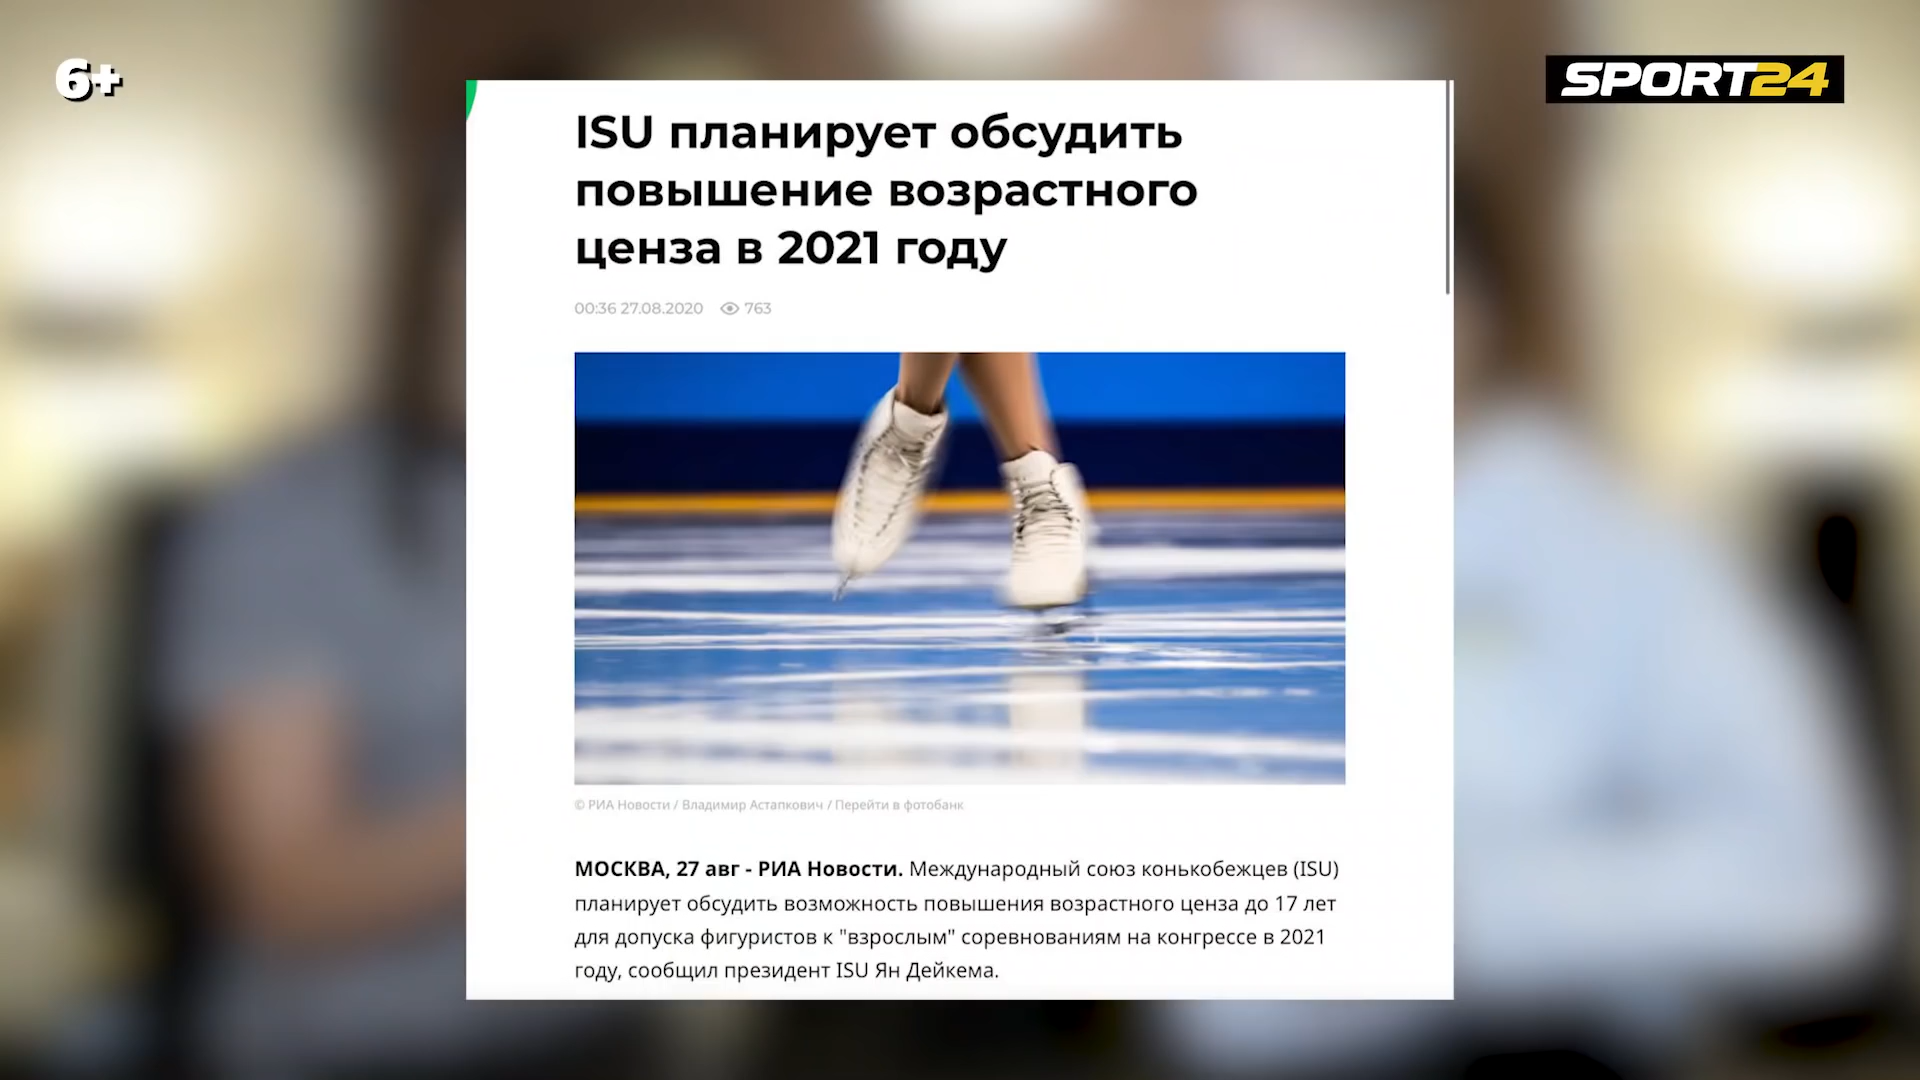 6+
SPORT24
ISU планирует обсудить
повышение возрастного
ценза в 2021 году
00:36 27.08.2020 763
© РИА Новости / Владимир Астапкович / Перейти в фотобанк
МОСКВА, 27 авг - РИА Новости. Международный союз конькобежцев (ISU)
планирует обсудить возможность повышения возрастного ценза до 17 лет
для допуска фигуристов к "взрослым" соревнованиям на конгрессе в 2021
году, сообщил президент ISU Ян Дейкема.